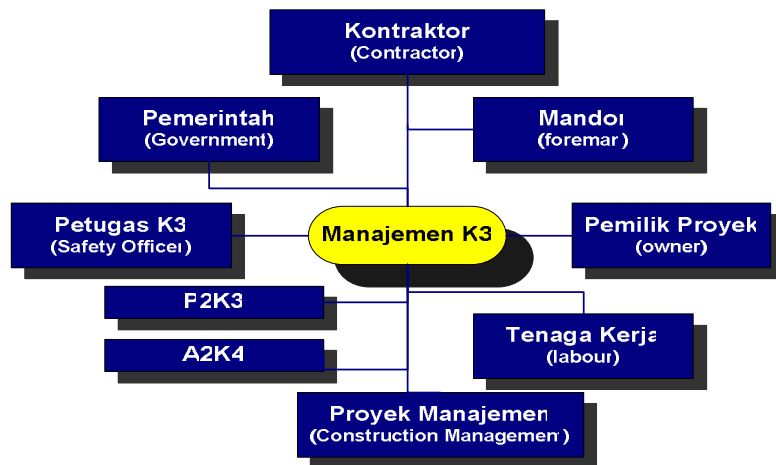 Kontraktor
(Contractor)
Pemerintah
(Government)
Mandor
(foreman)
Petugas K3
(Safety Officer)
Manajemen K3
Pemilik Proyek
(owner)
P2K3
A2K4
Tenaga Kerja
(labour)
Proyek Manajemen
(Construction Management)